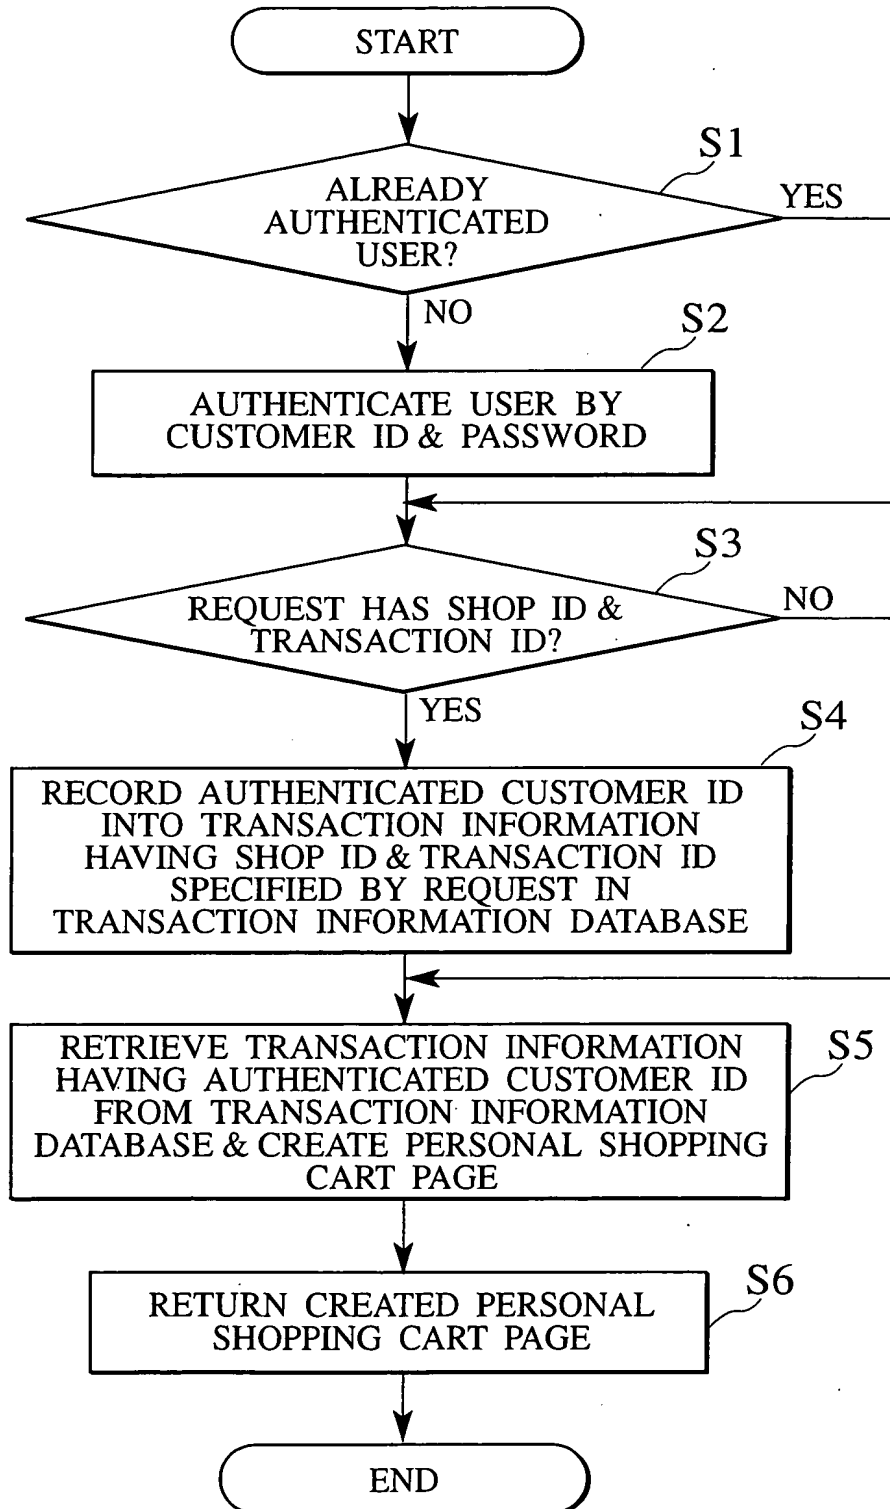 START
S1
ALREADY
AUTHENTICATED
USER?
YES
NO
S2
AUTHENTICATE USER BY
CUSTOMER ID & PASSWORD
S3
REQUEST HAS SHOP ID &
TRANSACTION ID?
NO
YES
S4
RECORD AUTHENTICATED CUSTOMER ID
INTO TRANSACTION INFORMATION
HAVING SHOP ID & TRANSACTION ID
SPECIFIED BY REQUEST IN
TRANSACTION INFORMATION DATABASE
S5
RETRIEVE TRANSACTION INFORMATION
HAVING AUTHENTICATED CUSTOMER ID
FROM TRANSACTION INFORMATION
DATABASE & CREATE PERSONAL SHOPPING
CART PAGE
S6
RETURN CREATED PERSONAL
SHOPPING CART PAGE
END